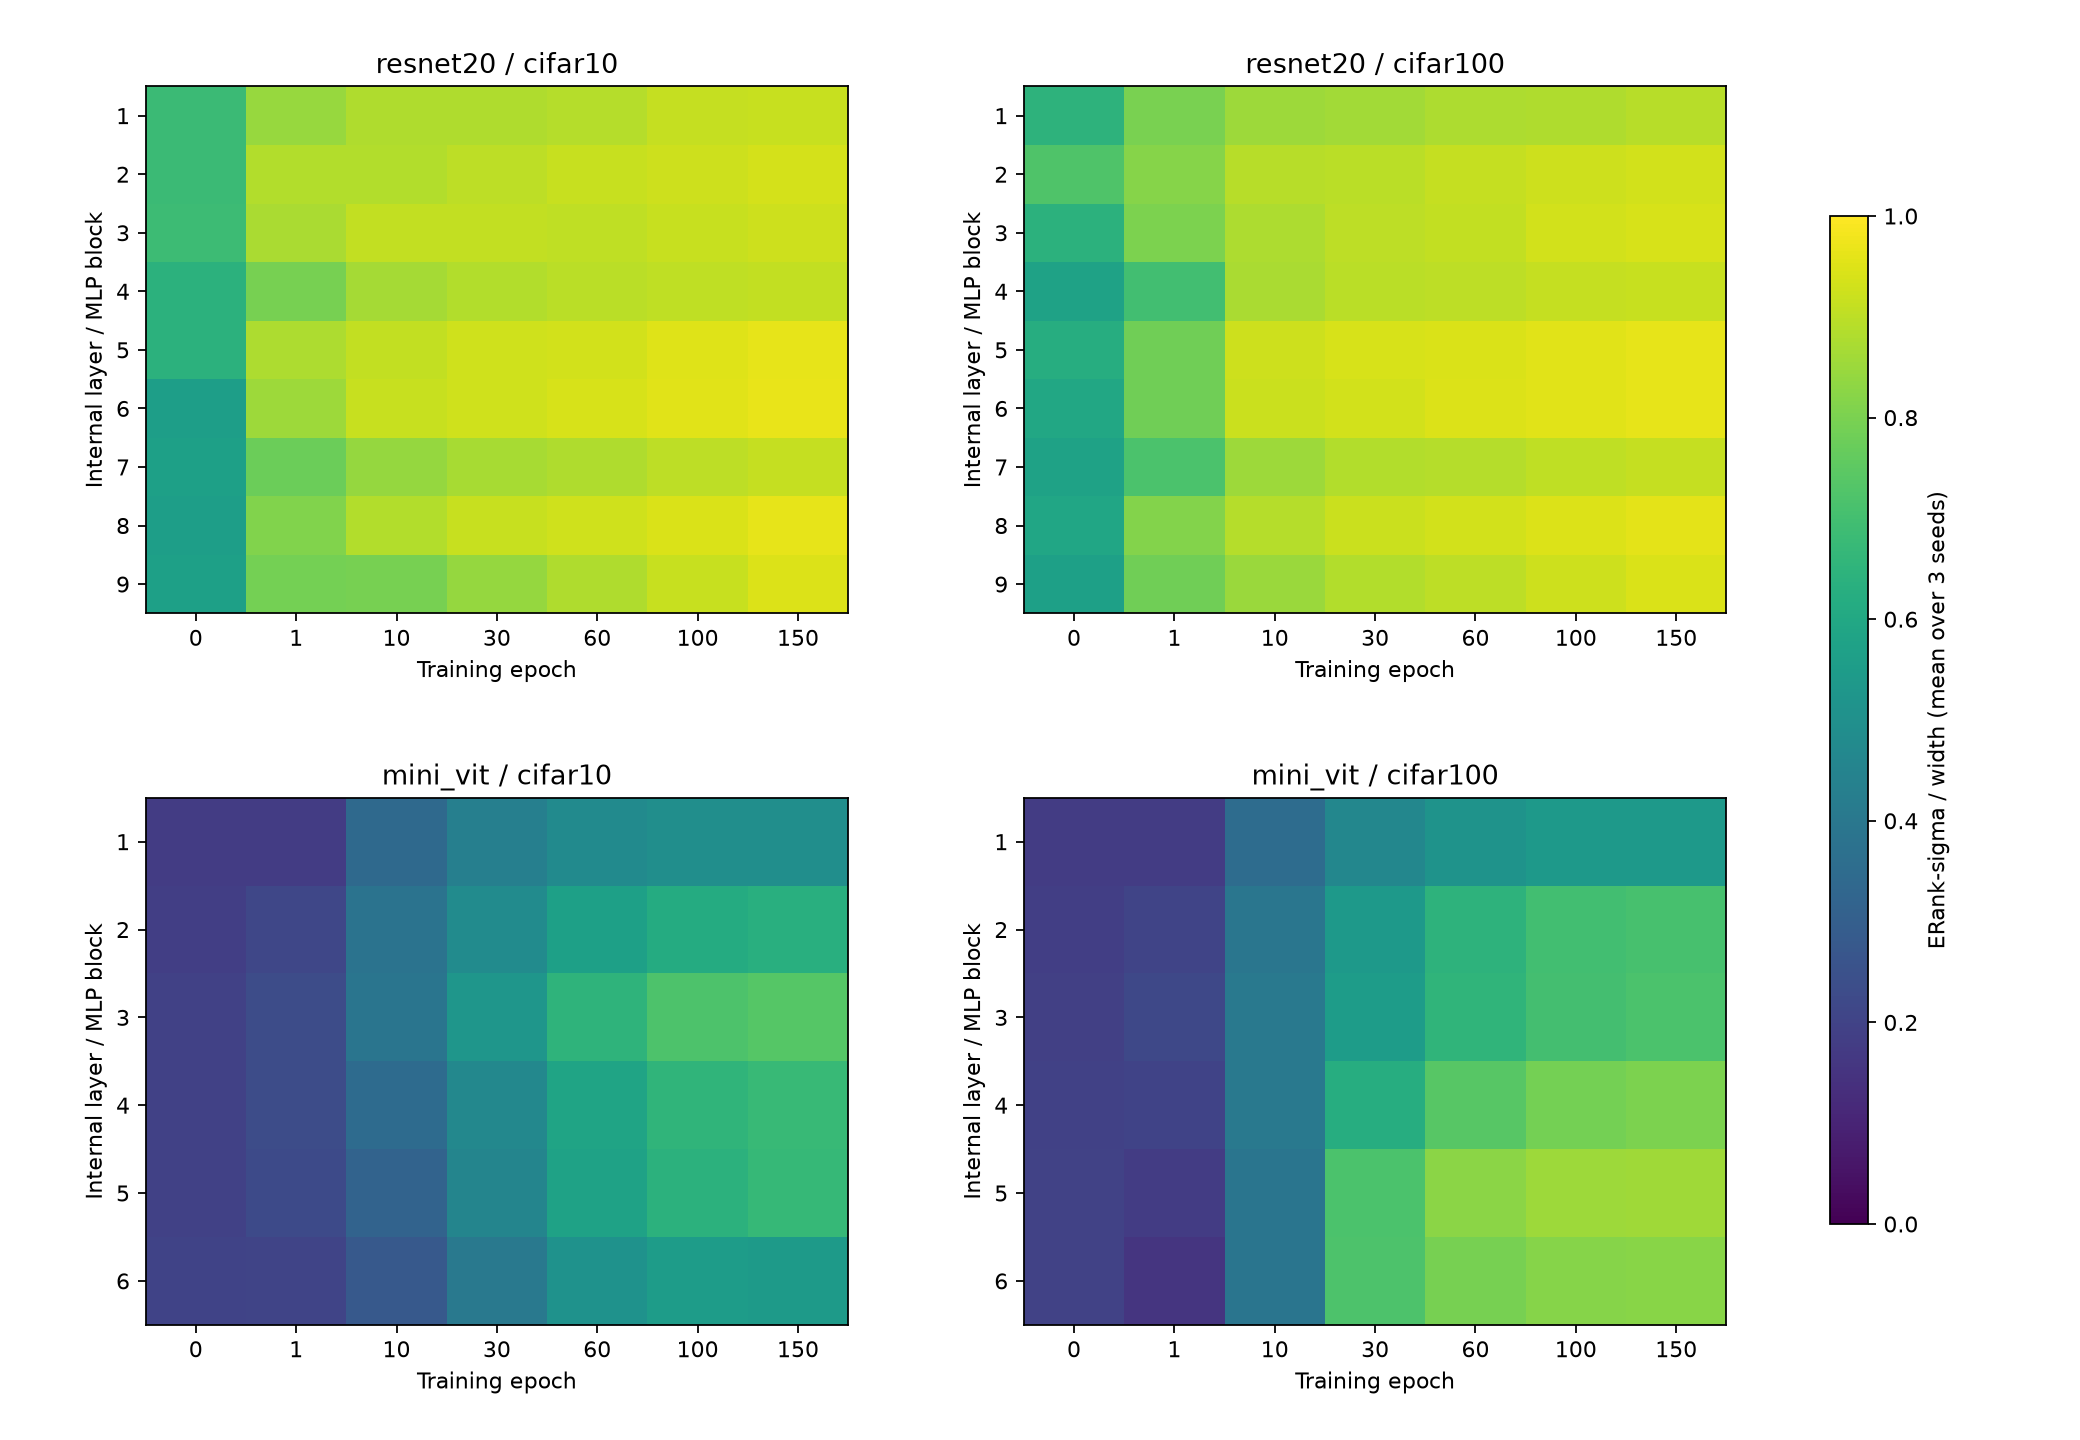 resnet20 / cifar10
Internal layer / MLP block
1
2
3
4
5
6
7
8
9
0 1 10 30 60 100 150
Training epoch
resnet20 / cifar100
Internal layer / MLP block
1
2
3
4
5
6
7
8
9
0 1 10 30 60 100 150
Training epoch
mini_vit / cifar10
Internal layer / MLP block
1
2
3
4
5
6
0 1 10 30 60 100 150
Training epoch
mini_vit / cifar100
Internal layer / MLP block
1
2
3
4
5
6
0 1 10 30 60 100 150
Training epoch
1.0
0.8
0.6
0.4
0.2
0.0
ERank-sigma / width (mean over 3 seeds)